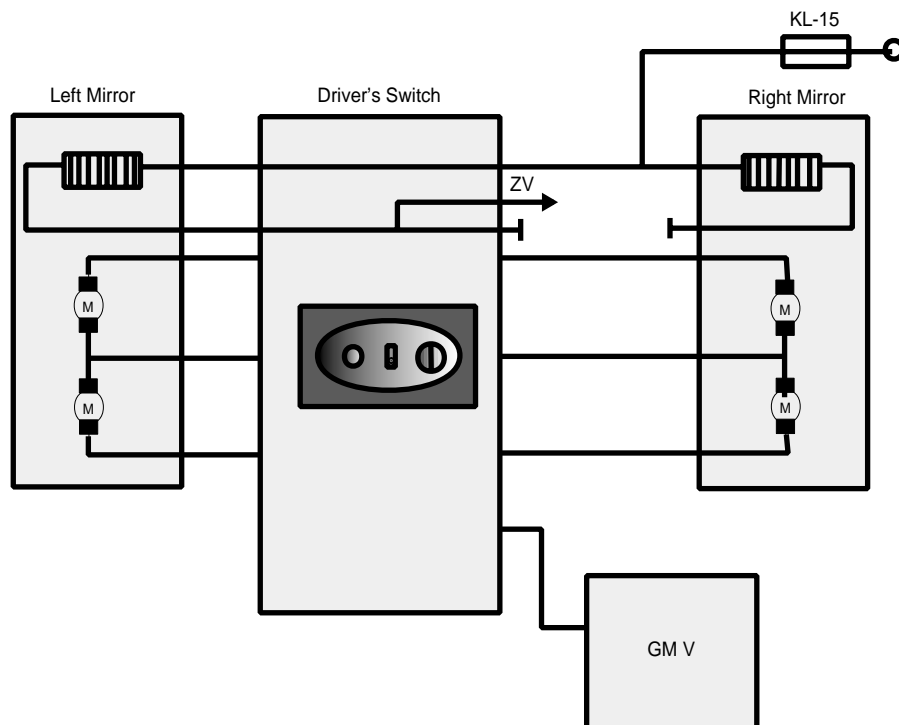 KL-15
Left Mirror
Driver's Switch
Right Mirror
ZV
M
M
M
M
GM V